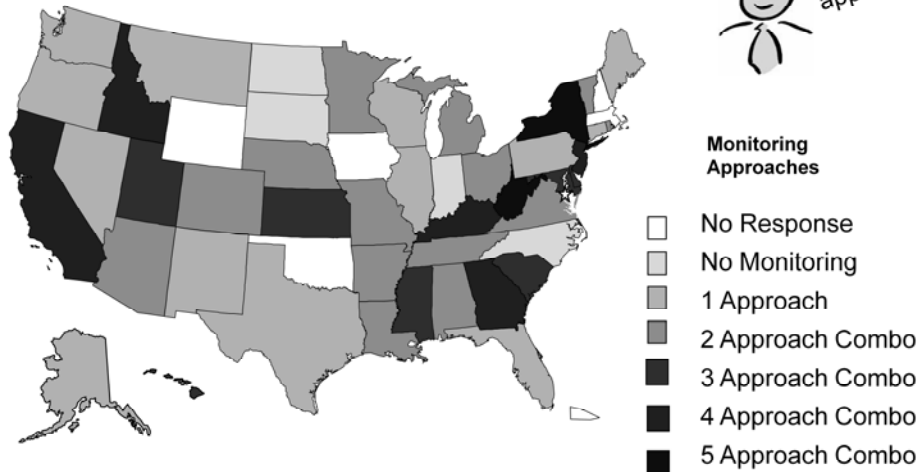 Monitoring
Approaches
No Response
No Monitoring
1 Approach
2 Approach Combo
3 Approach Combo
4 Approach Combo
5 Approach Combo